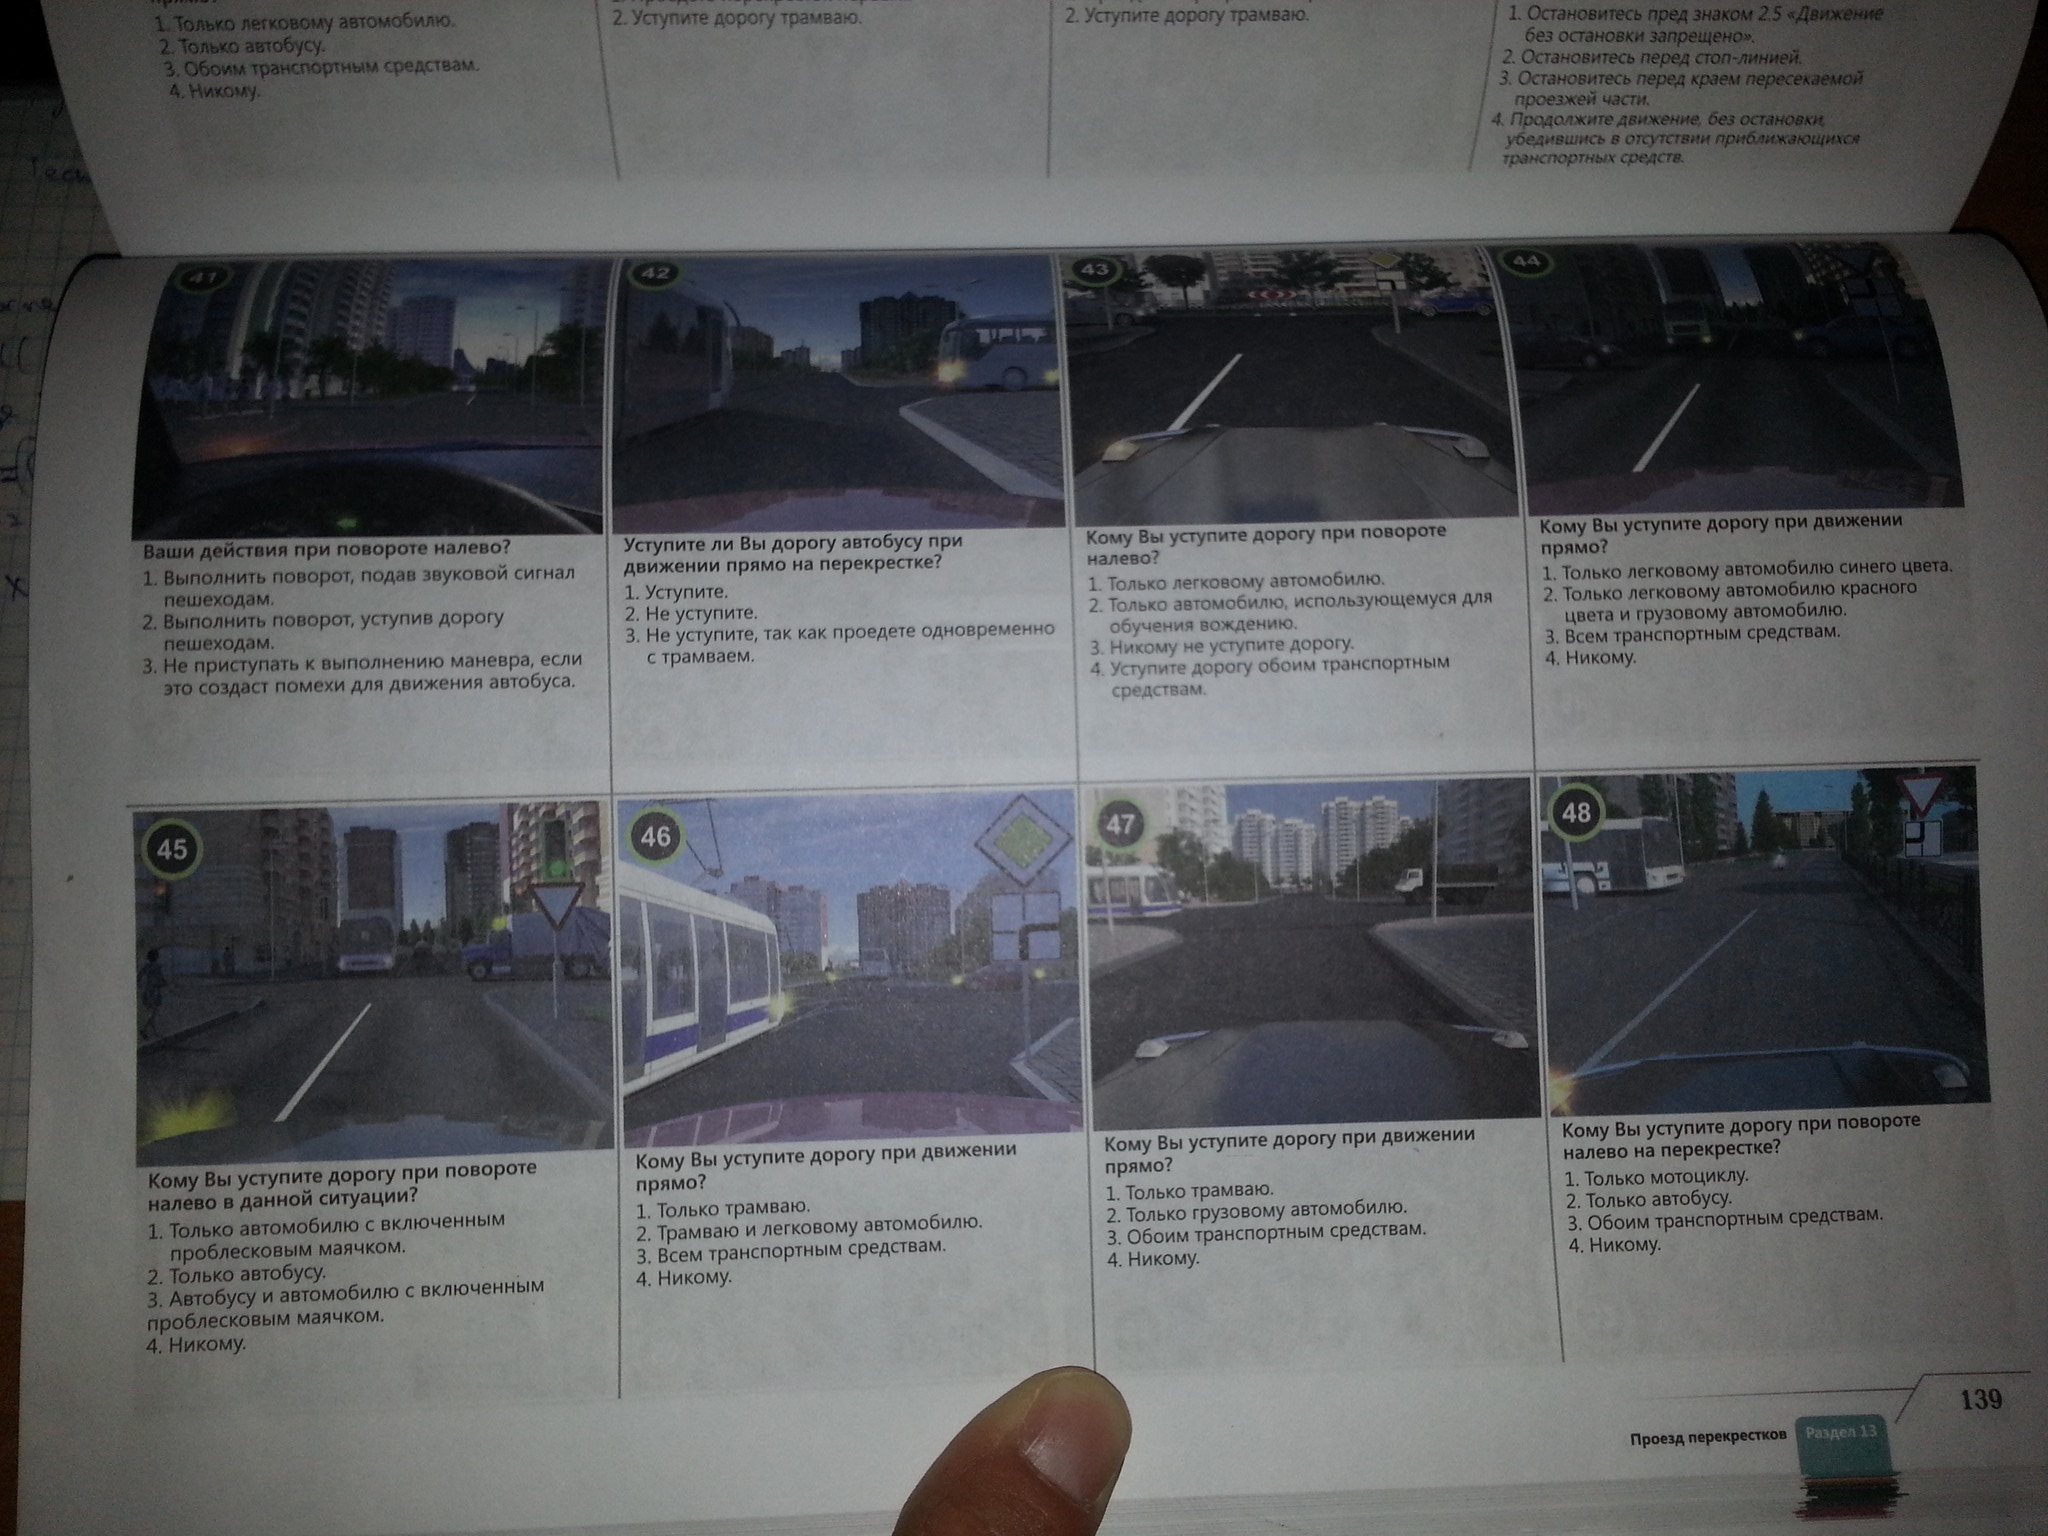 1. Только легковому автомобилю.
2. Только автобусу.
3. Обоим транспортным средствам.
4. Никому.
2. Уступите дорогу трамваю.
2. Уступите дорогу трамваю.
1. Остановитесь пред знаком 2.5 «Движение
без остановки запрещено».
2. Остановитесь перед стоп-линией.
3. Остановитесь перед краем пересекаемой
проезжей части.
4. Продолжите движение, без остановки,
убедившись в отсутствии приближающихся
транспортных средств.
41
Ваши действия при повороте налево?
1. Выполнить поворот, подав звуковой сигнал
пешеходам.
2. Выполнить поворот, уступив дорогу
пешеходам.
3. Не приступать к выполнению маневра, если
это создаст помехи для движения автобуса.
42
Уступите ли Вы дорогу автобусу при
движении прямо на перекрестке?
1. Уступите.
2. Не уступите.
3. Не уступите, так как проедете одновременно
с трамваем.
43
Кому Вы уступите дорогу при повороте
налево?
1. Только легковому автомобилю.
2. Только автомобилю, использующемуся для
обучения вождению.
3. Никому не уступите дорогу.
4. Уступите дорогу обоим транспортным
средствам.
44
Кому Вы уступите дорогу при движении
прямо?
1. Только легковому автомобилю синего цвета.
2. Только легковому автомобилю красного
цвета и грузовому автомобилю.
3. Всем транспортным средствам.
4. Никому.
45
Кому Вы уступите дорогу при повороте
налево в данной ситуации?
1. Только автомобилю с включенным
проблесковым маячком.
2. Только автобусу.
3. Автобусу и автомобилю с включенным
проблесковым маячком.
4. Никому.
46
Кому Вы уступите дорогу при движении
прямо?
1. Только трамваю.
2. Трамваю и легковому автомобилю.
3. Всем транспортным средствам.
4. Никому.
47
Кому Вы уступите дорогу при движении
прямо?
1. Только трамваю.
2. Только грузовому автомобилю.
3. Обоим транспортным средствам.
4. Никому.
48
Кому Вы уступите дорогу при повороте
налево на перекрестке?
1. Только мотоциклу.
2. Только автобусу.
3. Обоим транспортным средствам.
4. Никому.
139
Проезд перекрестков
Раздел 13